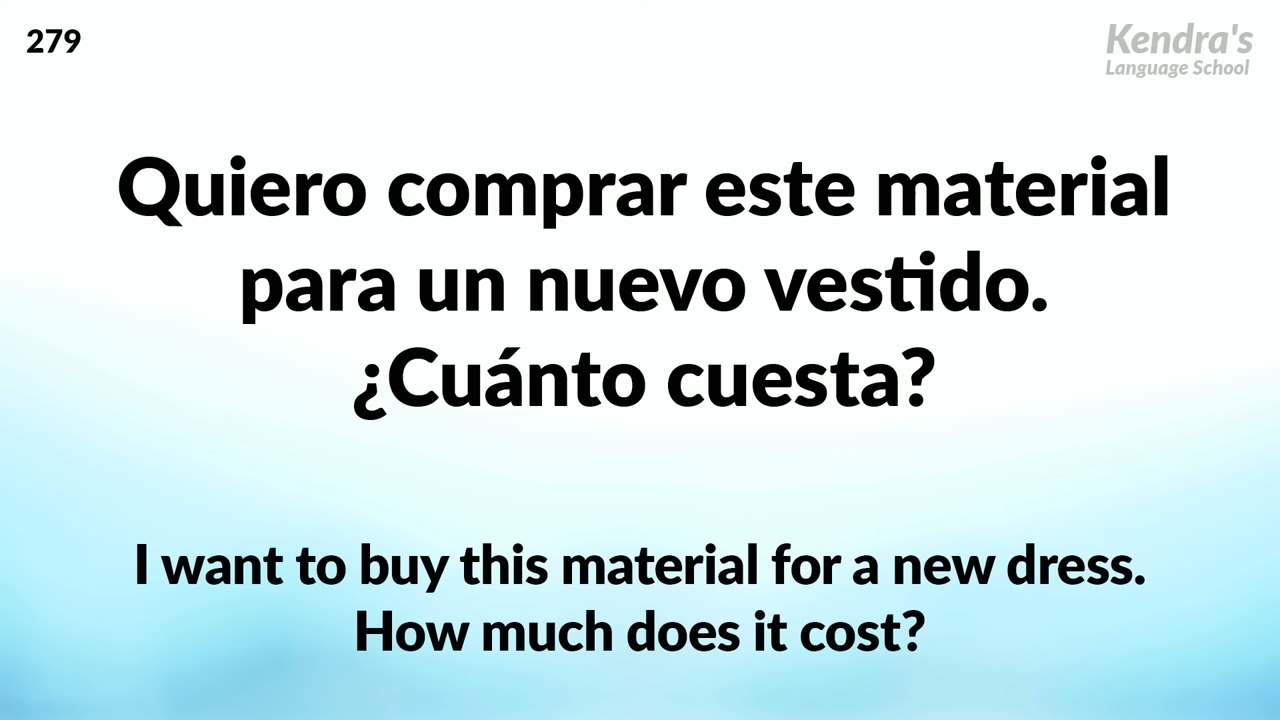 279
Kendra's
Language School
Quiero comprar este material
para un nuevo vestido.
¿Cuánto cuesta?
I want to buy this material for a new dress.
How much does it cost?